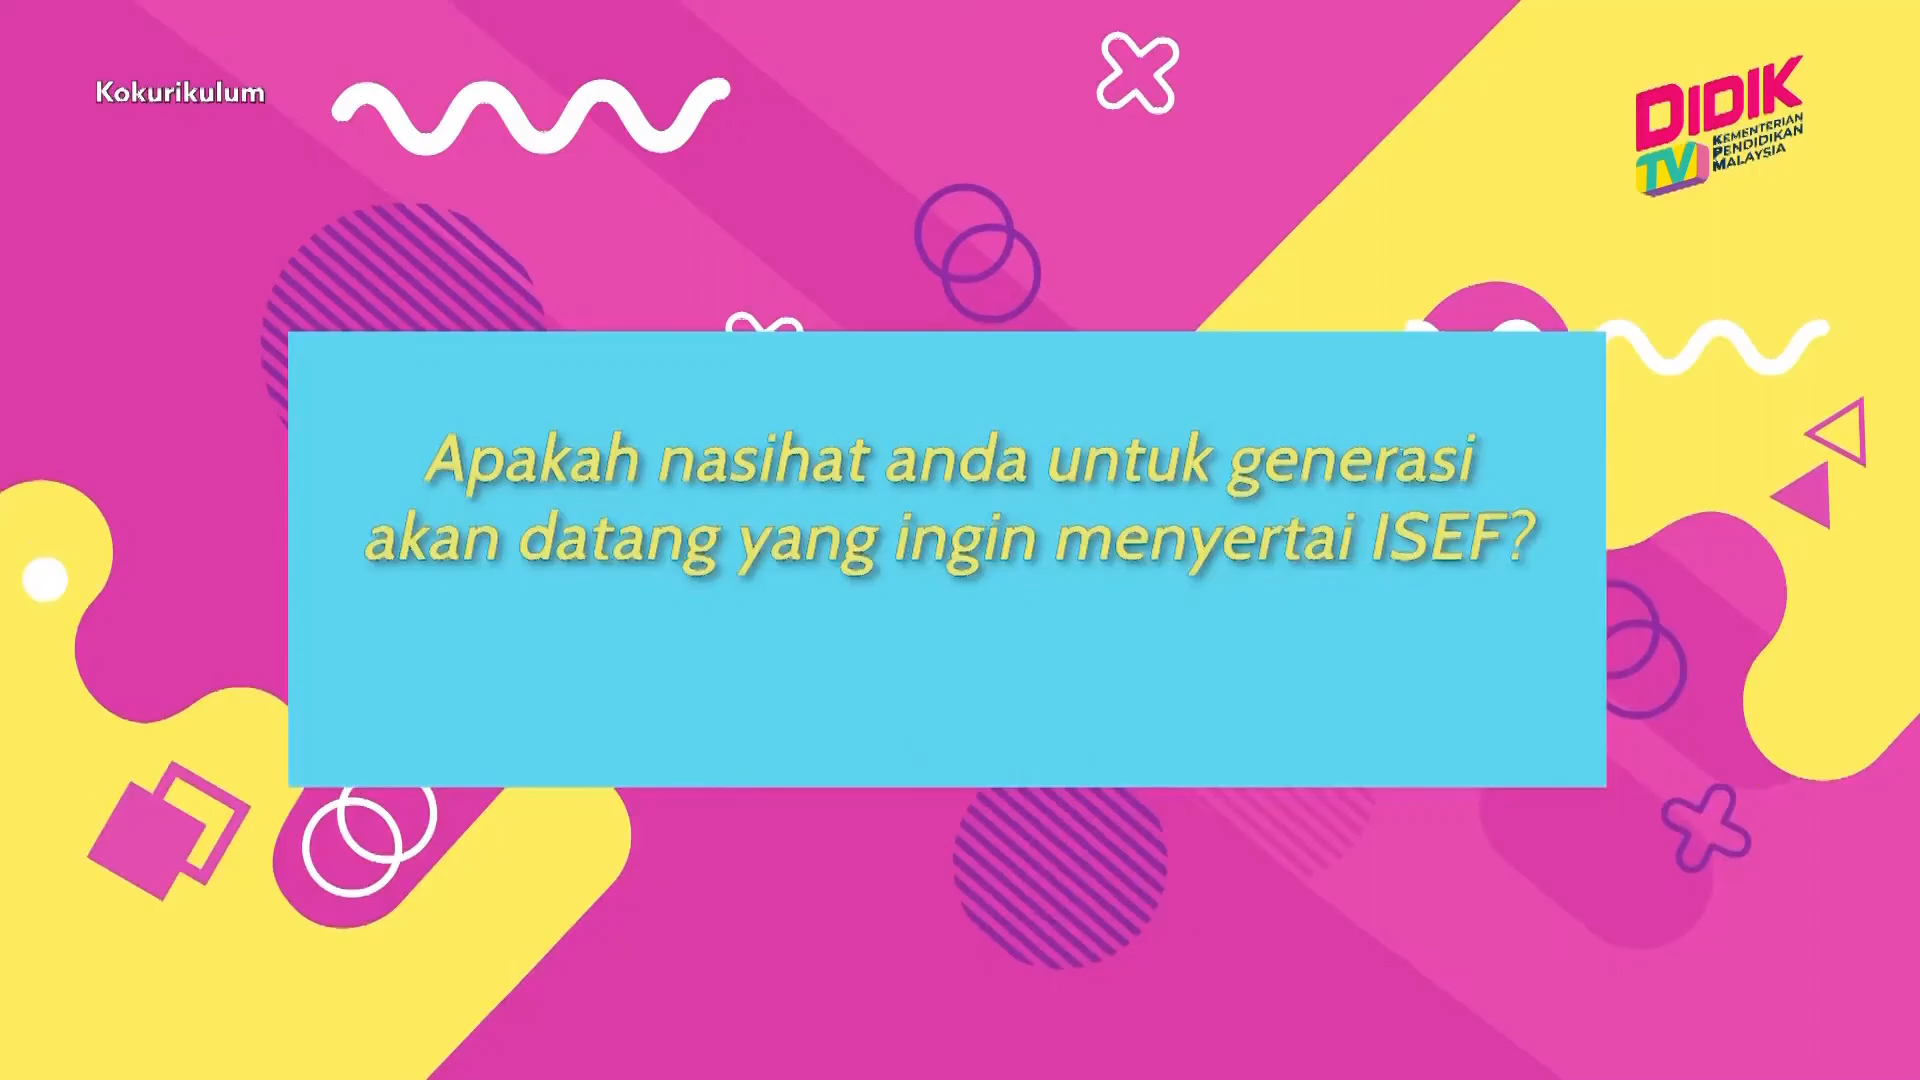 Kokurikulum
DIDIK
TV
KEMENTERIAN
PENDIDIKAN
MALAYSIA
Apakah nasihat anda untuk generasi
akan datang yang ingin menyertai ISEF?